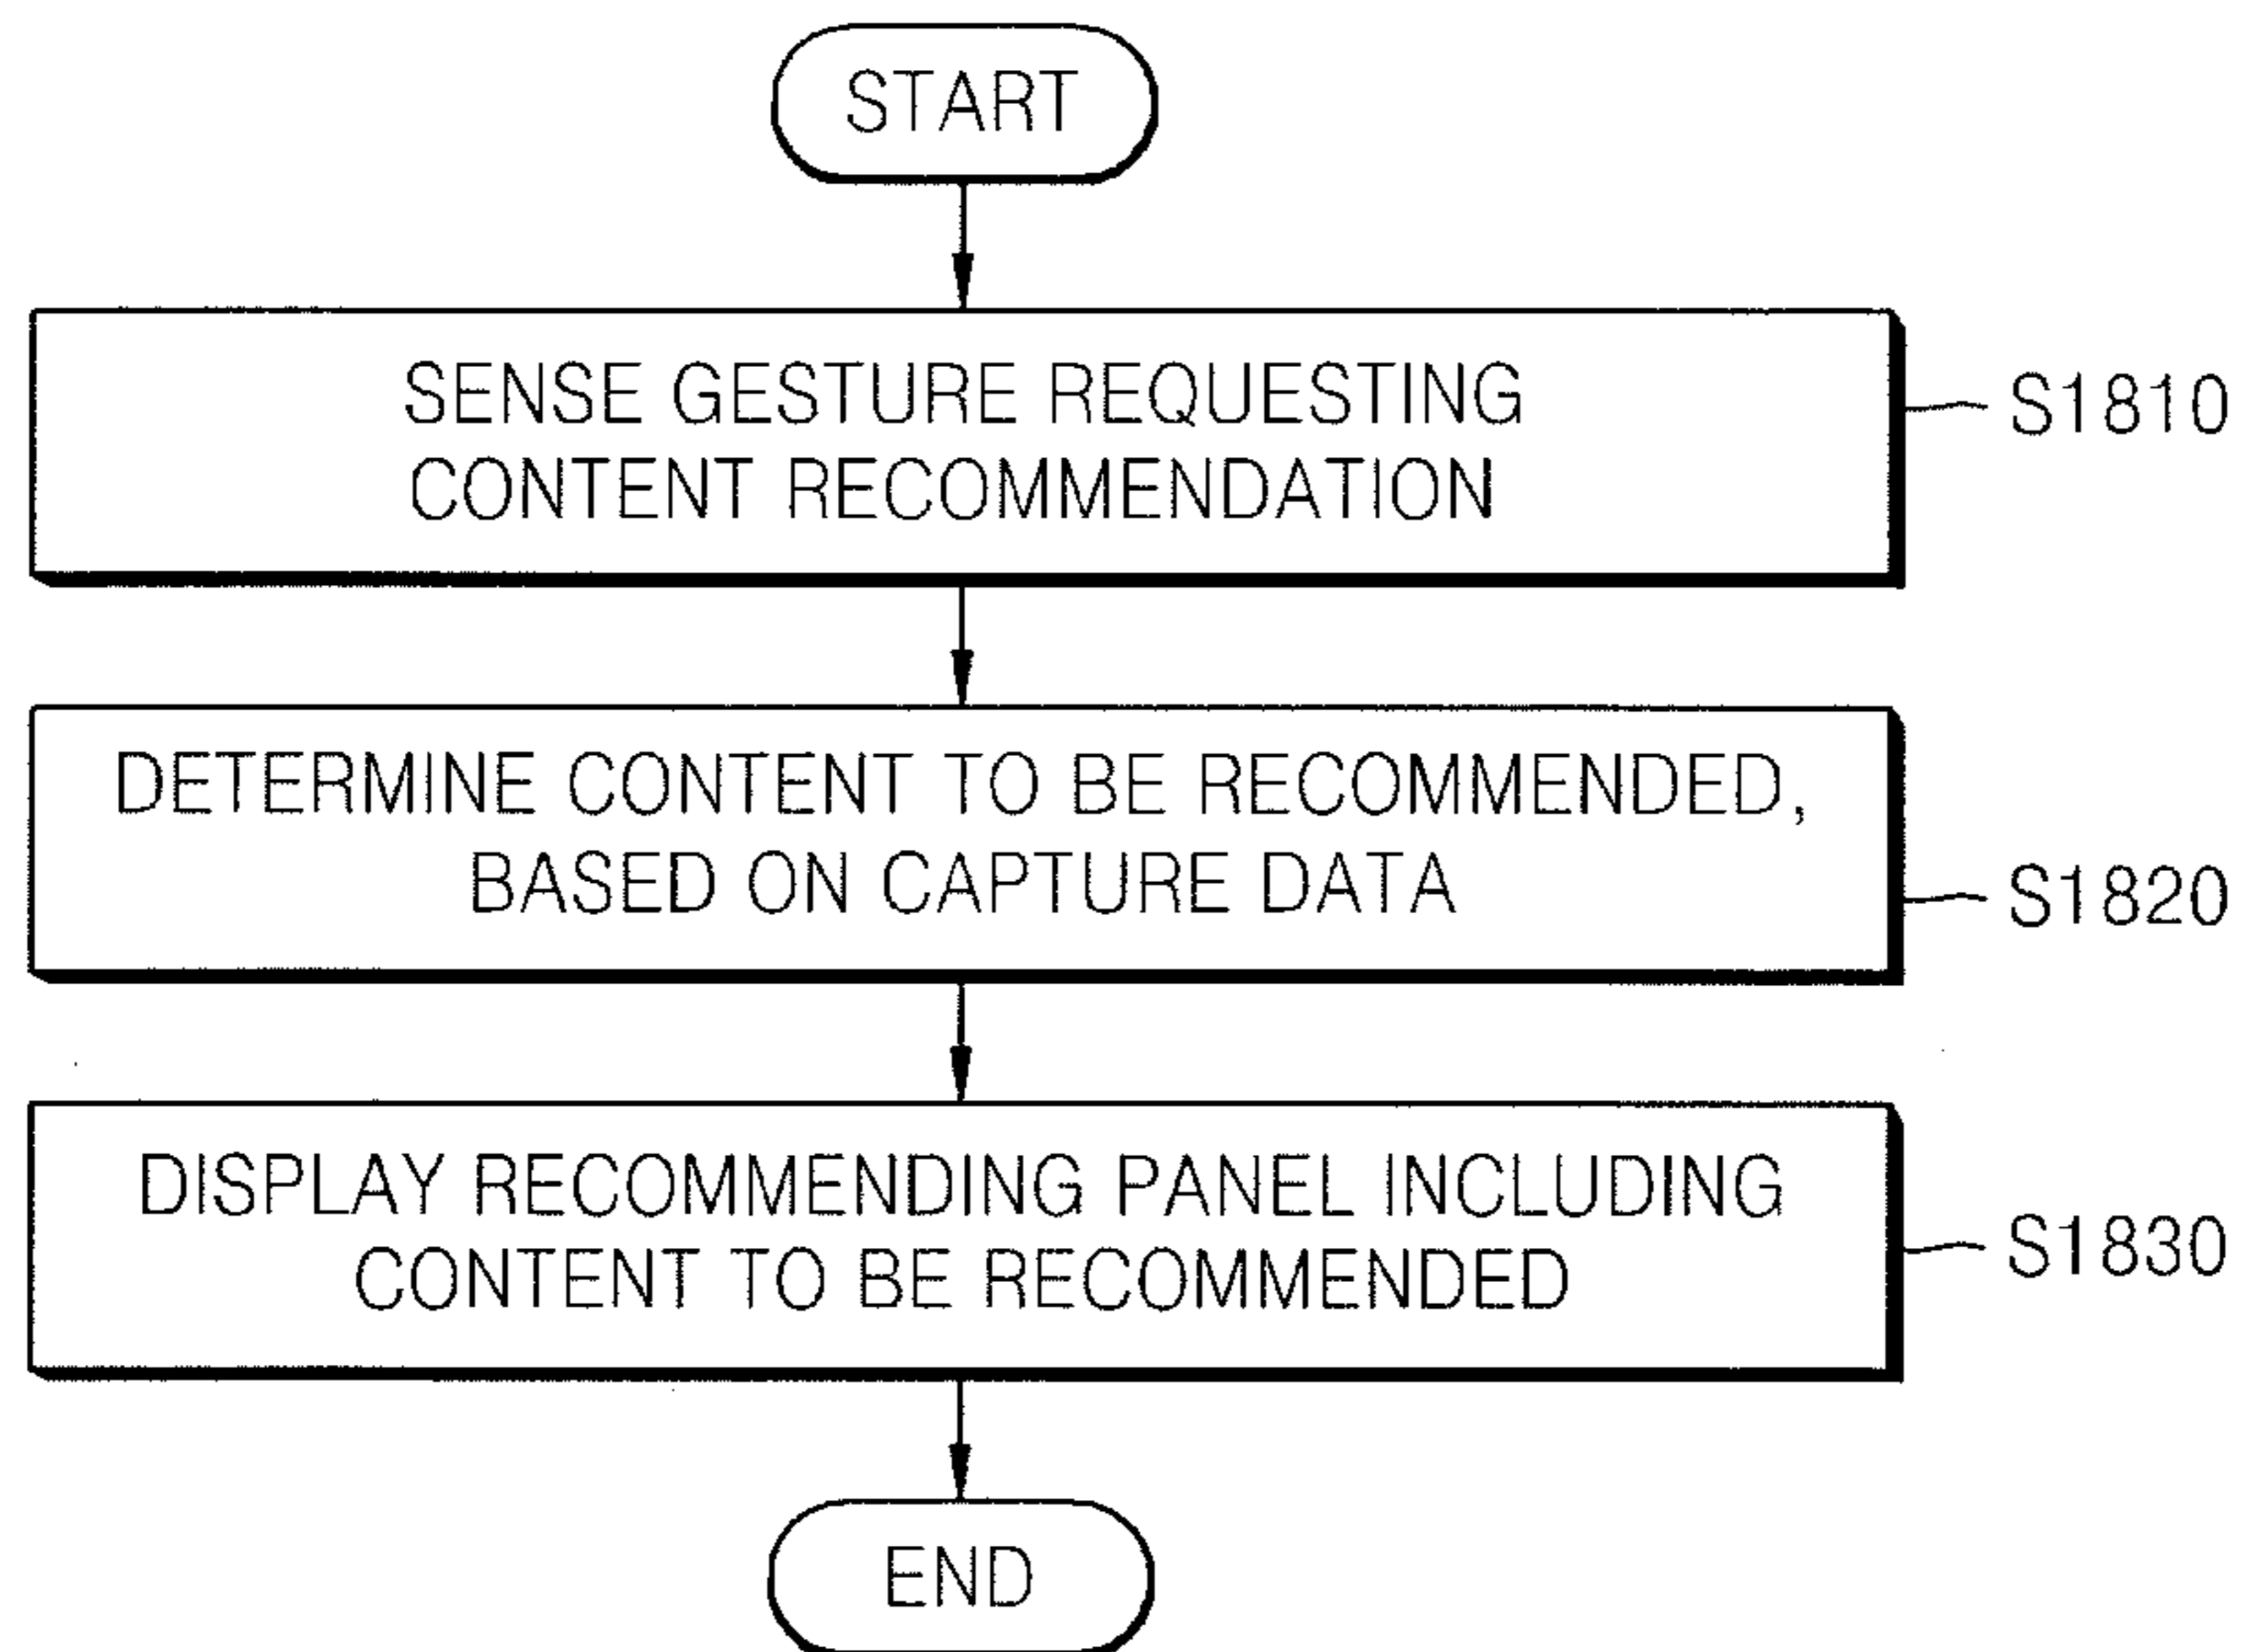 START
SENSE GESTURE REQUESTING
CONTENT RECOMMENDATION
S1810
DETERMINE CONTENT TO BE RECOMMENDED,
BASED ON CAPTURE DATA
S1820
DISPLAY RECOMMENDING PANEL INCLUDING
CONTENT TO BE RECOMMENDED
S1830
END